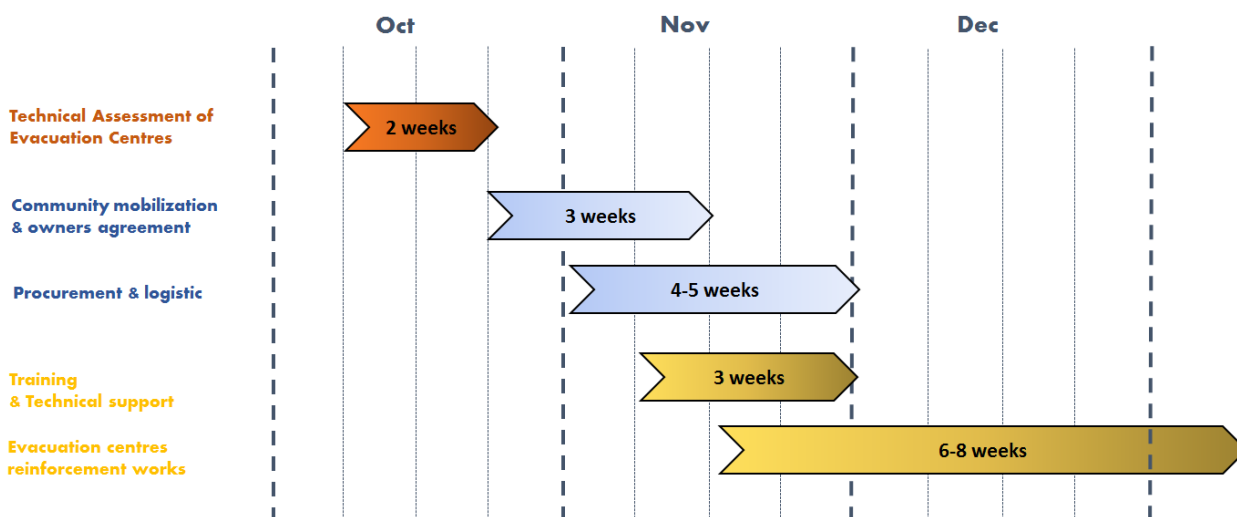 Oct
Nov
Dec
Technical Assessment of
Evacuation Centres
2 weeks
Community mobilization
& owners agreement
3 weeks
Procurement & logistic
4-5 weeks
Training
& Technical support
3 weeks
Evacuation centres
reinforcement works
6-8 weeks